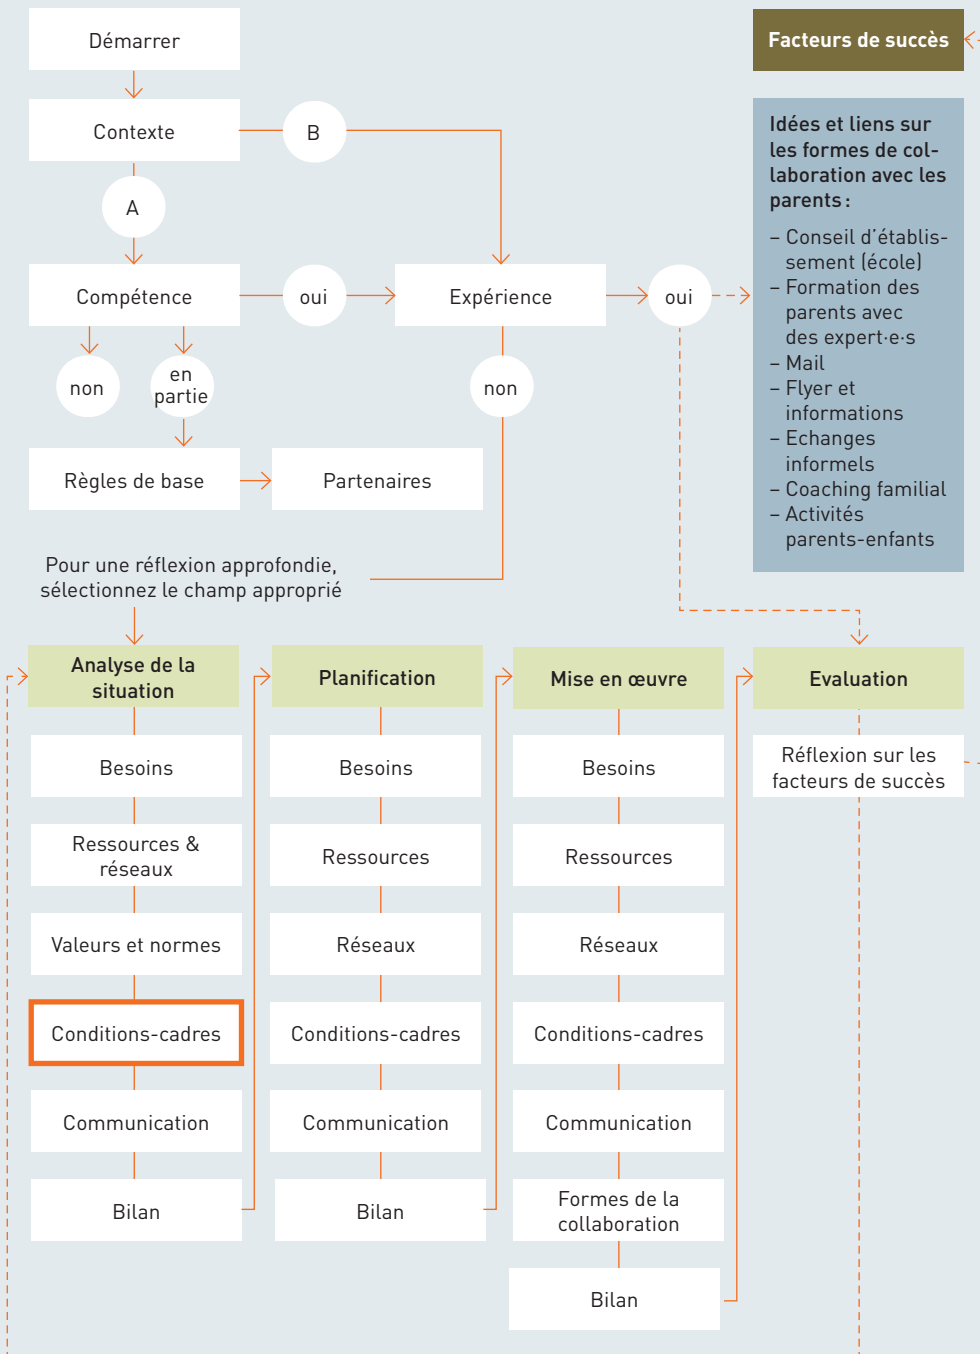 Démarrer
Facteurs de succès
Contexte
B
A
Idées et liens sur
les formes de col-
laboration avec les
parents :
– Conseil d’établis-
sement (école)
– Formation des
parents avec
des expert·e·s
– Mail
– Flyer et
informations
– Echanges
informels
– Coaching familial
– Activités
parents-enfants
Compétence
oui
Expérience
oui
non
en
partie
non
Règles de base
Partenaires
Pour une réflexion approfondie,
sélectionnez le champ approprié
Analyse de la
situation
Besoins
Ressources &
réseaux
Valeurs et normes
Conditions-cadres
Communication
Bilan
Planification
Besoins
Ressources
Réseaux
Conditions-cadres
Communication
Bilan
Mise en œuvre
Besoins
Ressources
Réseaux
Conditions-cadres
Communication
Formes de la
collaboration
Bilan
Evaluation
Réflexion sur les
facteurs de succès